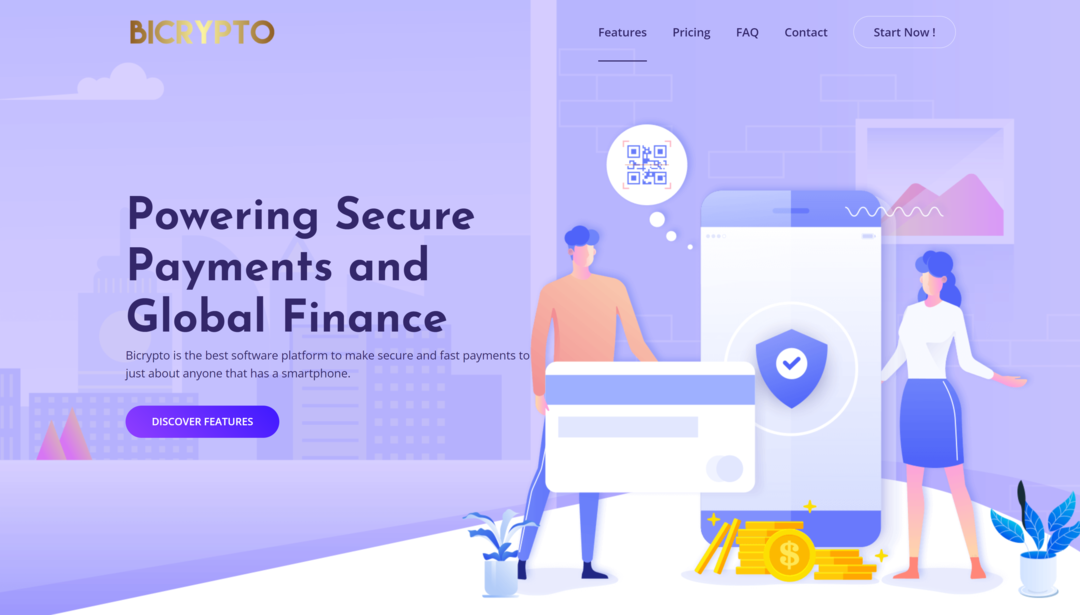 BICRYPTO
Features Pricing FAQ Contact Start Now !
Powering Secure
Payments and
Global Finance
Bicrypto is the best software platform to make secure and fast payments to
just about anyone that has a smartphone.
DISCOVER FEATURES
$